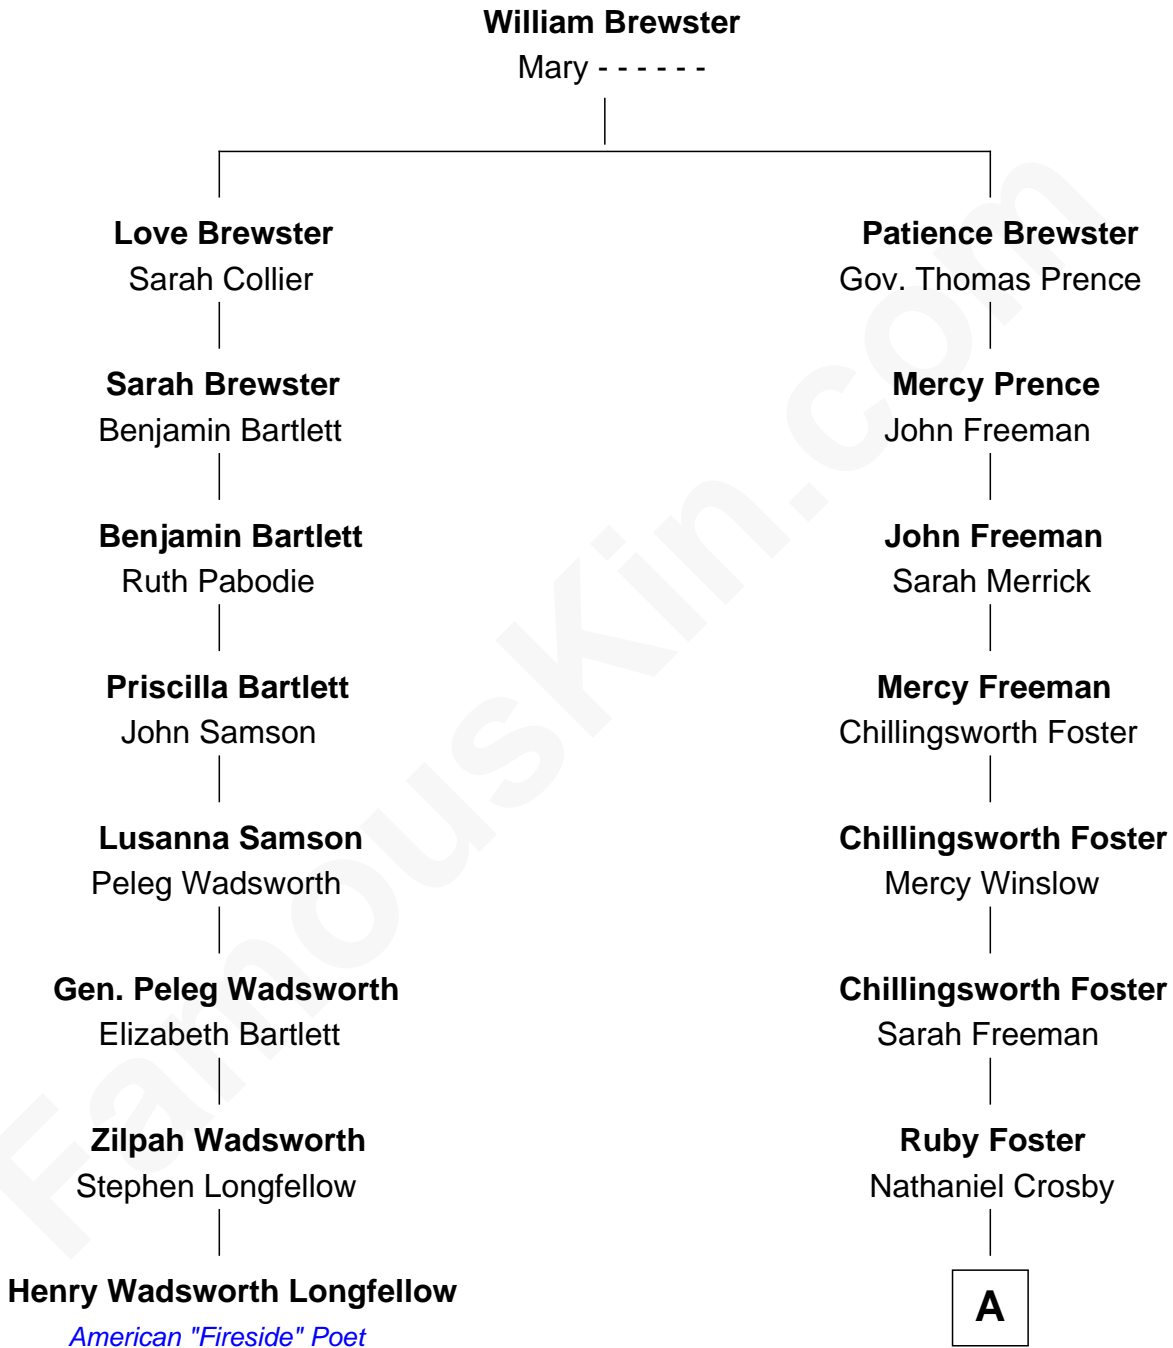 William Brewster
Mary - - - - - -
Love Brewster
Sarah Collier
Patience Brewster
Gov. Thomas Prence
Sarah Brewster
Benjamin Bartlett
Mercy Prence
John Freeman
Benjamin Bartlett
Ruth Pabodie
John Freeman
Sarah Merrick
Priscilla Bartlett
John Samson
Mercy Freeman
Chillingsworth Foster
Lusanna Samson
Peleg Wadsworth
Chillingsworth Foster
Mercy Winslow
Gen. Peleg Wadsworth
Elizabeth Bartlett
Chillingsworth Foster
Sarah Freeman
Zilpah Wadsworth
Stephen Longfellow
Ruby Foster
Nathaniel Crosby
Henry Wadsworth Longfellow
American "Fireside" Poet
A
FamousKin.com